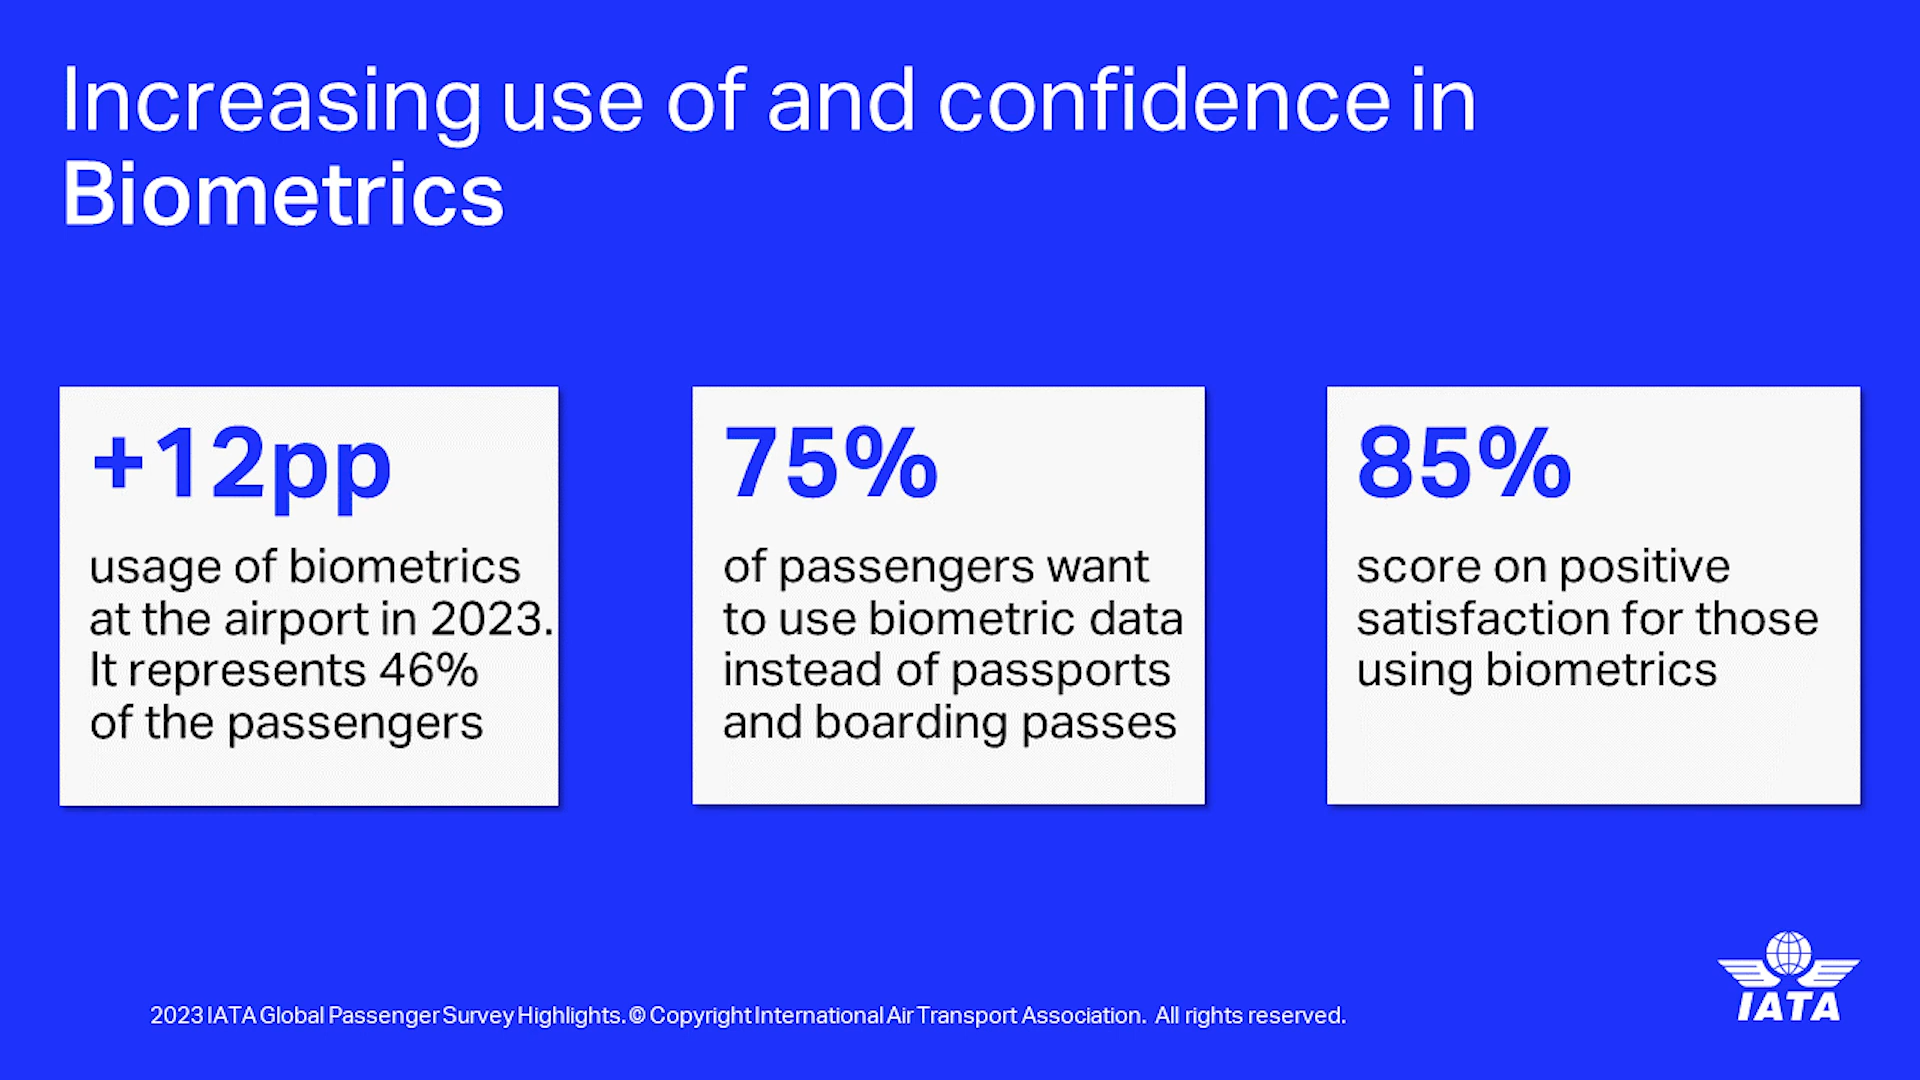 Increasing use of and confidence in
Biometrics
+12pp
usage of biometrics
at the airport in 2023.
It represents 46%
of the passengers
75%
of passengers want
to use biometric data
instead of passports
and boarding passes
85%
score on positive
satisfaction for those
using biometrics
2023 IATA Global Passenger Survey Highlights. © Copyright International Air Transport Association. All rights reserved.
IATA